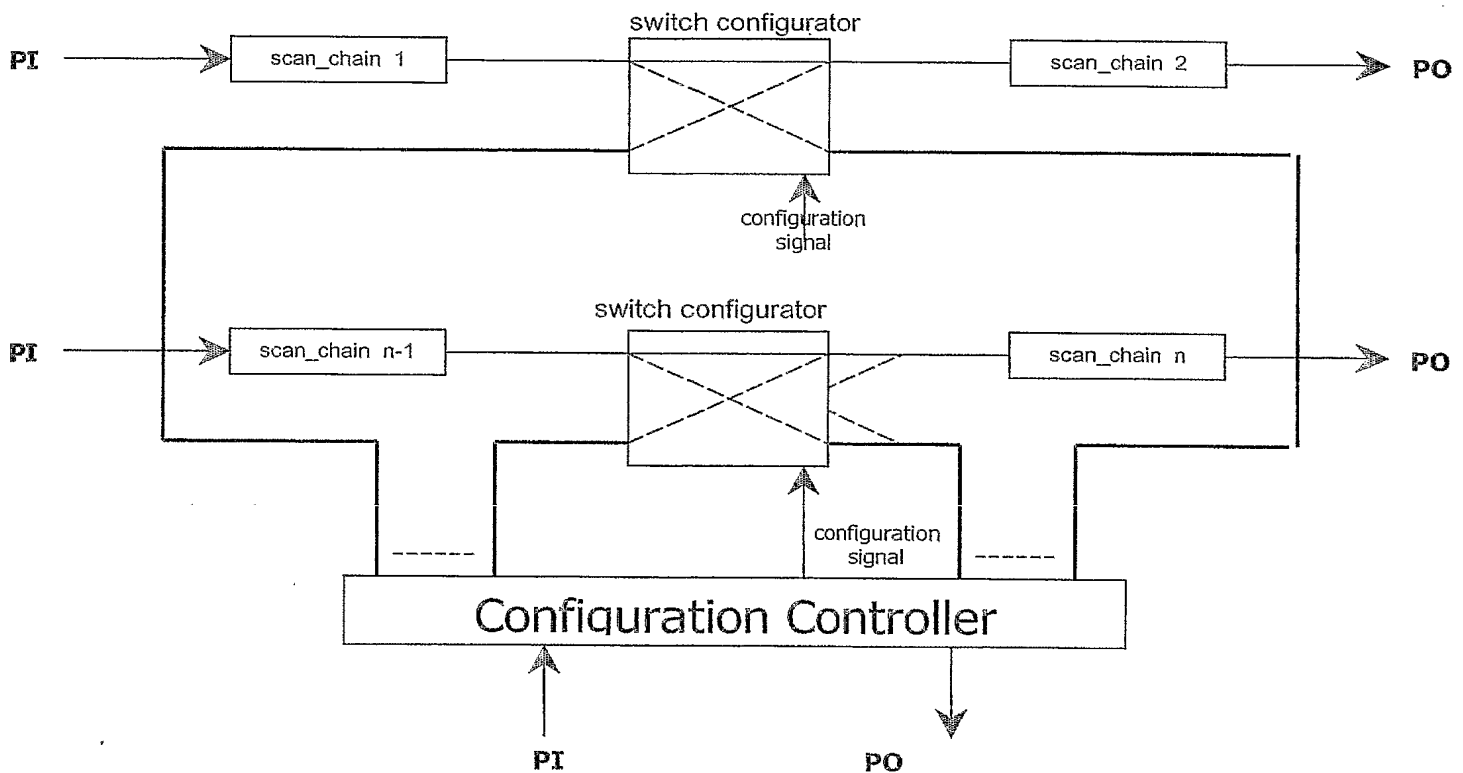 switch configurator
PI
scan_chain 1
scan_chain 2
PO
configuration
signal
switch configurator
PI
scan_chain n-1
scan_chain n
PO
configuration
signal
Configuration Controller
PI
PO